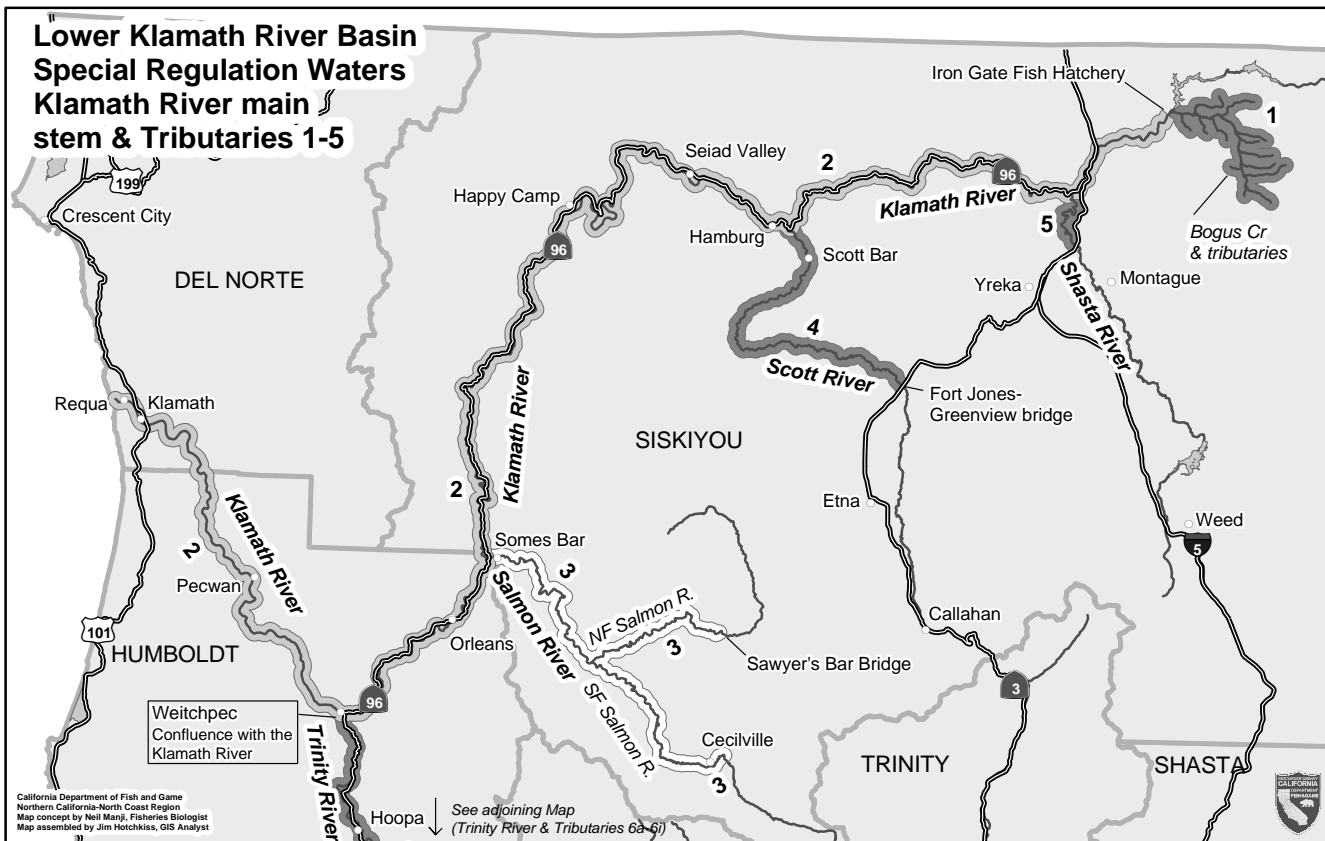 Lower Klamath River Basin
Special Regulation Waters
Klamath River main
stem & Tributaries 1-5
Iron Gate Fish Hatchery
1
199
Seiad Valley
2
96
Happy Camp
Klamath River
Crescent City
Hamburg
5
Bogus Cr
& tributaries
96
Scott Bar
DEL NORTE
Yreka
Montague
Shasta River
4
Scott River
Requa
Klamath
Fort Jones-
Greenview bridge
Klamath River
SISKIYOU
2
Etna
Weed
5
Klamath River
2
Somes Bar
3
Pecwan
Salmon River
NF Salmon R.
3
Callahan
101
Orleans
Sawyer's Bar Bridge
HUMBOLDT
SF Salmon R.
3
96
Weitchpec
Confluence with the
Klamath River
Trinity River
Cecilville
3
TRINITY
SHASTA
California Department of Fish and Game
Northern California-North Coast Region
Map concept by Neil Manji, Fisheries Biologist
Map assembled by Jim Hotchkiss, GIS Analyst
Hoopa
See adjoining Map
(Trinity River & Tributaries 6a-6i)
CALIFORNIA
DEPARTMENT
FISH&GAME